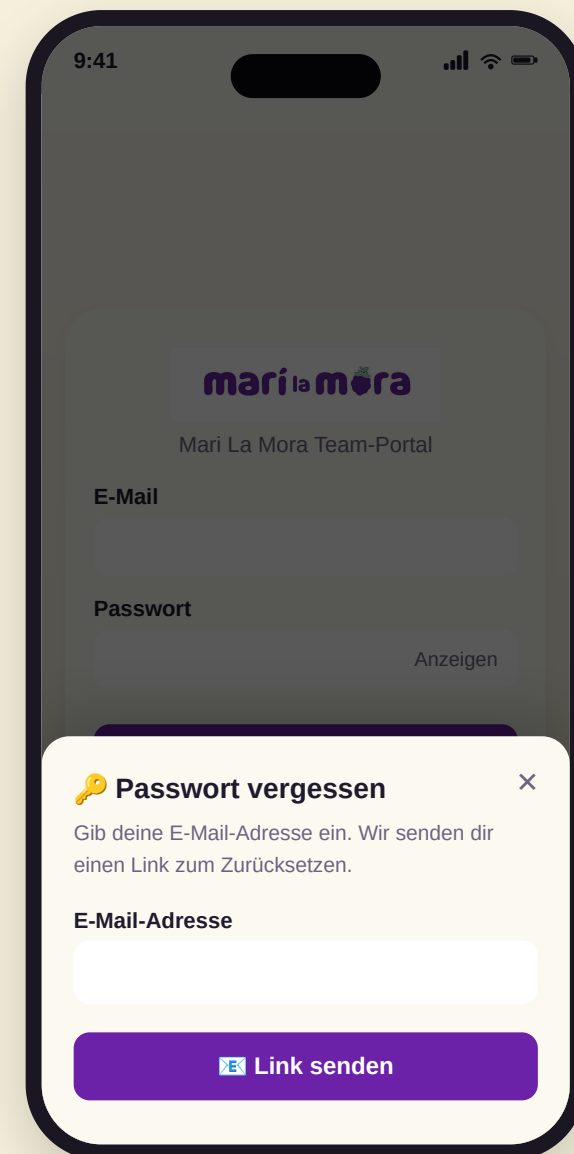 9:41
marí la mora
Mari La Mora Team-Portal
E-Mail
Passwort
Anzeigen
🔑 Passwort vergessen ✕
Gib deine E-Mail-Adresse ein. Wir senden dir
einen Link zum Zurücksetzen.
E-Mail-Adresse
📧 Link senden